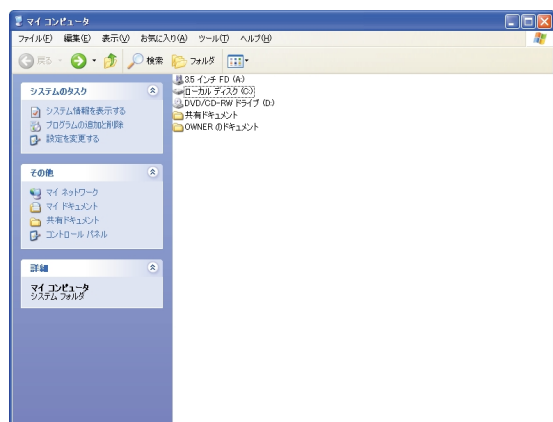 マイ コンピュータ
ファイル(F) 編集(E) 表示(V) お気に入り(A) ツール(T) ヘルプ(H)
戻る 検索 フォルダ
システムのタスク
システム情報を表示する
プログラムの追加と削除
設定を変更する
その他
マイ ネットワーク
マイ ドキュメント
共有ドキュメント
コントロール パネル
詳細
マイ コンピュータ
システム フォルダ
3.5 インチ FD (A:)
ローカル ディスク (C:)
DVD/CD-RW ドライブ (D:)
共有ドキュメント
OWNER のドキュメント